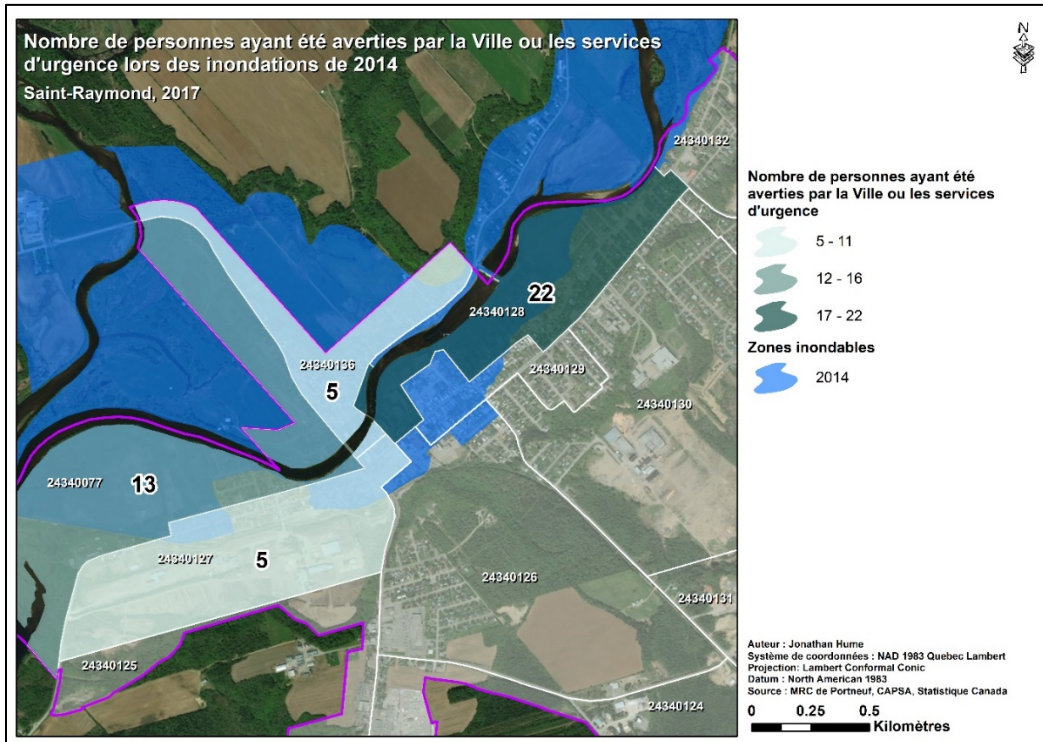 Nombre de personnes ayant été averties par la Ville ou les services
d'urgence lors des inondations de 2014
Saint-Raymond, 2017
N
24340132
22
24340128
24340136
24340129
5
24340130
24340077
13
24340127
5
24340126
24340131
24340125
24340124
Nombre de personnes ayant été
averties par la Ville ou les services
d'urgence
5 - 11
12 - 16
17 - 22
Zones inondables
2014
Auteur : Jonathan Hume
Système de coordonnées : NAD 1983 Quebec Lambert
Projection: Lambert Conformal Conic
Datum : North American 1983
Source : MRC de Portneuf, CAPSA, Statistique Canada
0 0.25 0.5
Kilomètres